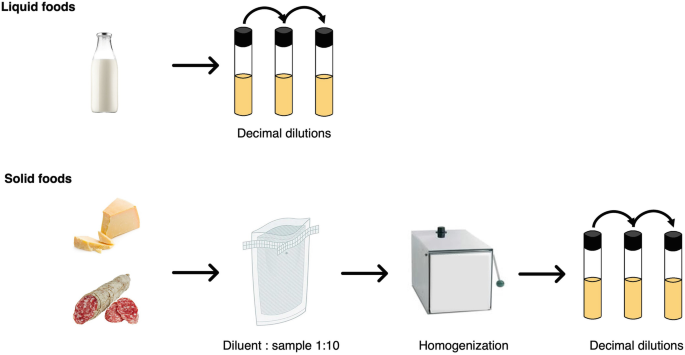 Liquid foods
Decimal dilutions
Solid foods
Diluent : sample 1:10
Homogenization
Decimal dilutions